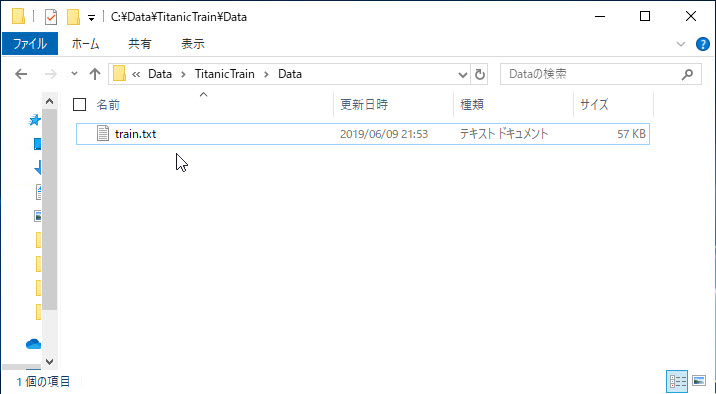 C:¥Data¥TitanicTrain¥Data
ファイル ホーム 共有 表示
« Data > TitanicTrain > Data Dataの検索
名前 更新日時 種類 サイズ
train.txt 2019/06/09 21:53 テキスト ドキュメント 57 KB
1 個の項目